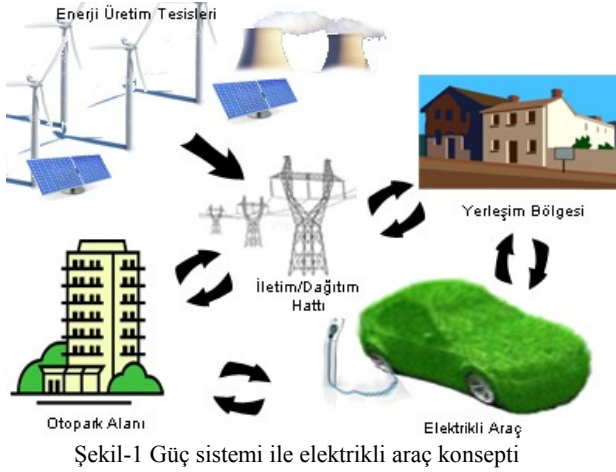 Enerji Üretim Tesisleri
Yerleşim Bölgesi
İletim/Dağıtım
Hattı
Otopark Alanı
Elektrikli Araç
Şekil-1 Güç sistemi ile elektrikli araç konsepti